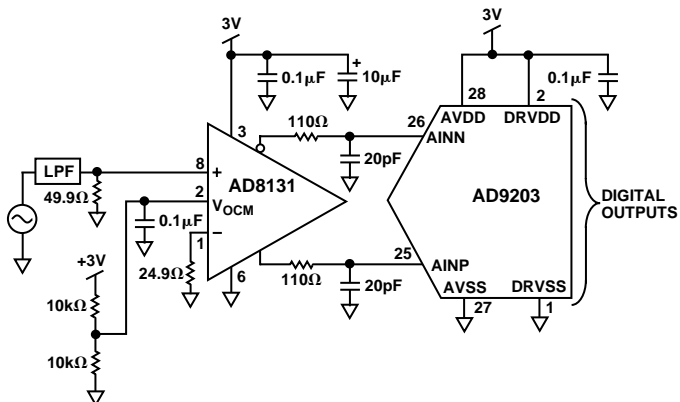 3V
3V
0.1μF
+
10μF
0.1μF
3
28
2
AVDD
DRVDD
110Ω
26
AINN
20pF
LPF
8
+
49.9Ω
2
VOCM
AD8131
AD9203
DIGITAL
OUTPUTS
0.1μF
1
−
24.9Ω
6
110Ω
25
AINP
20pF
AVSS
DRVSS
27
1
+3V
10kΩ
10kΩ